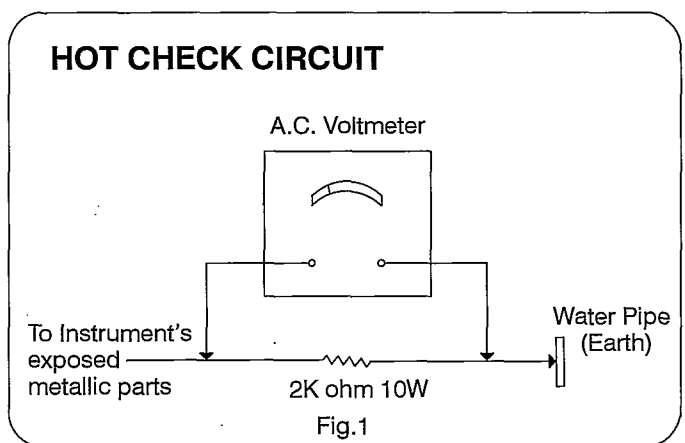 HOT CHECK CIRCUIT
A.C. Voltmeter
To Instrument's
exposed
metallic parts
2K ohm 10W
Water Pipe
(Earth)
Fig.1